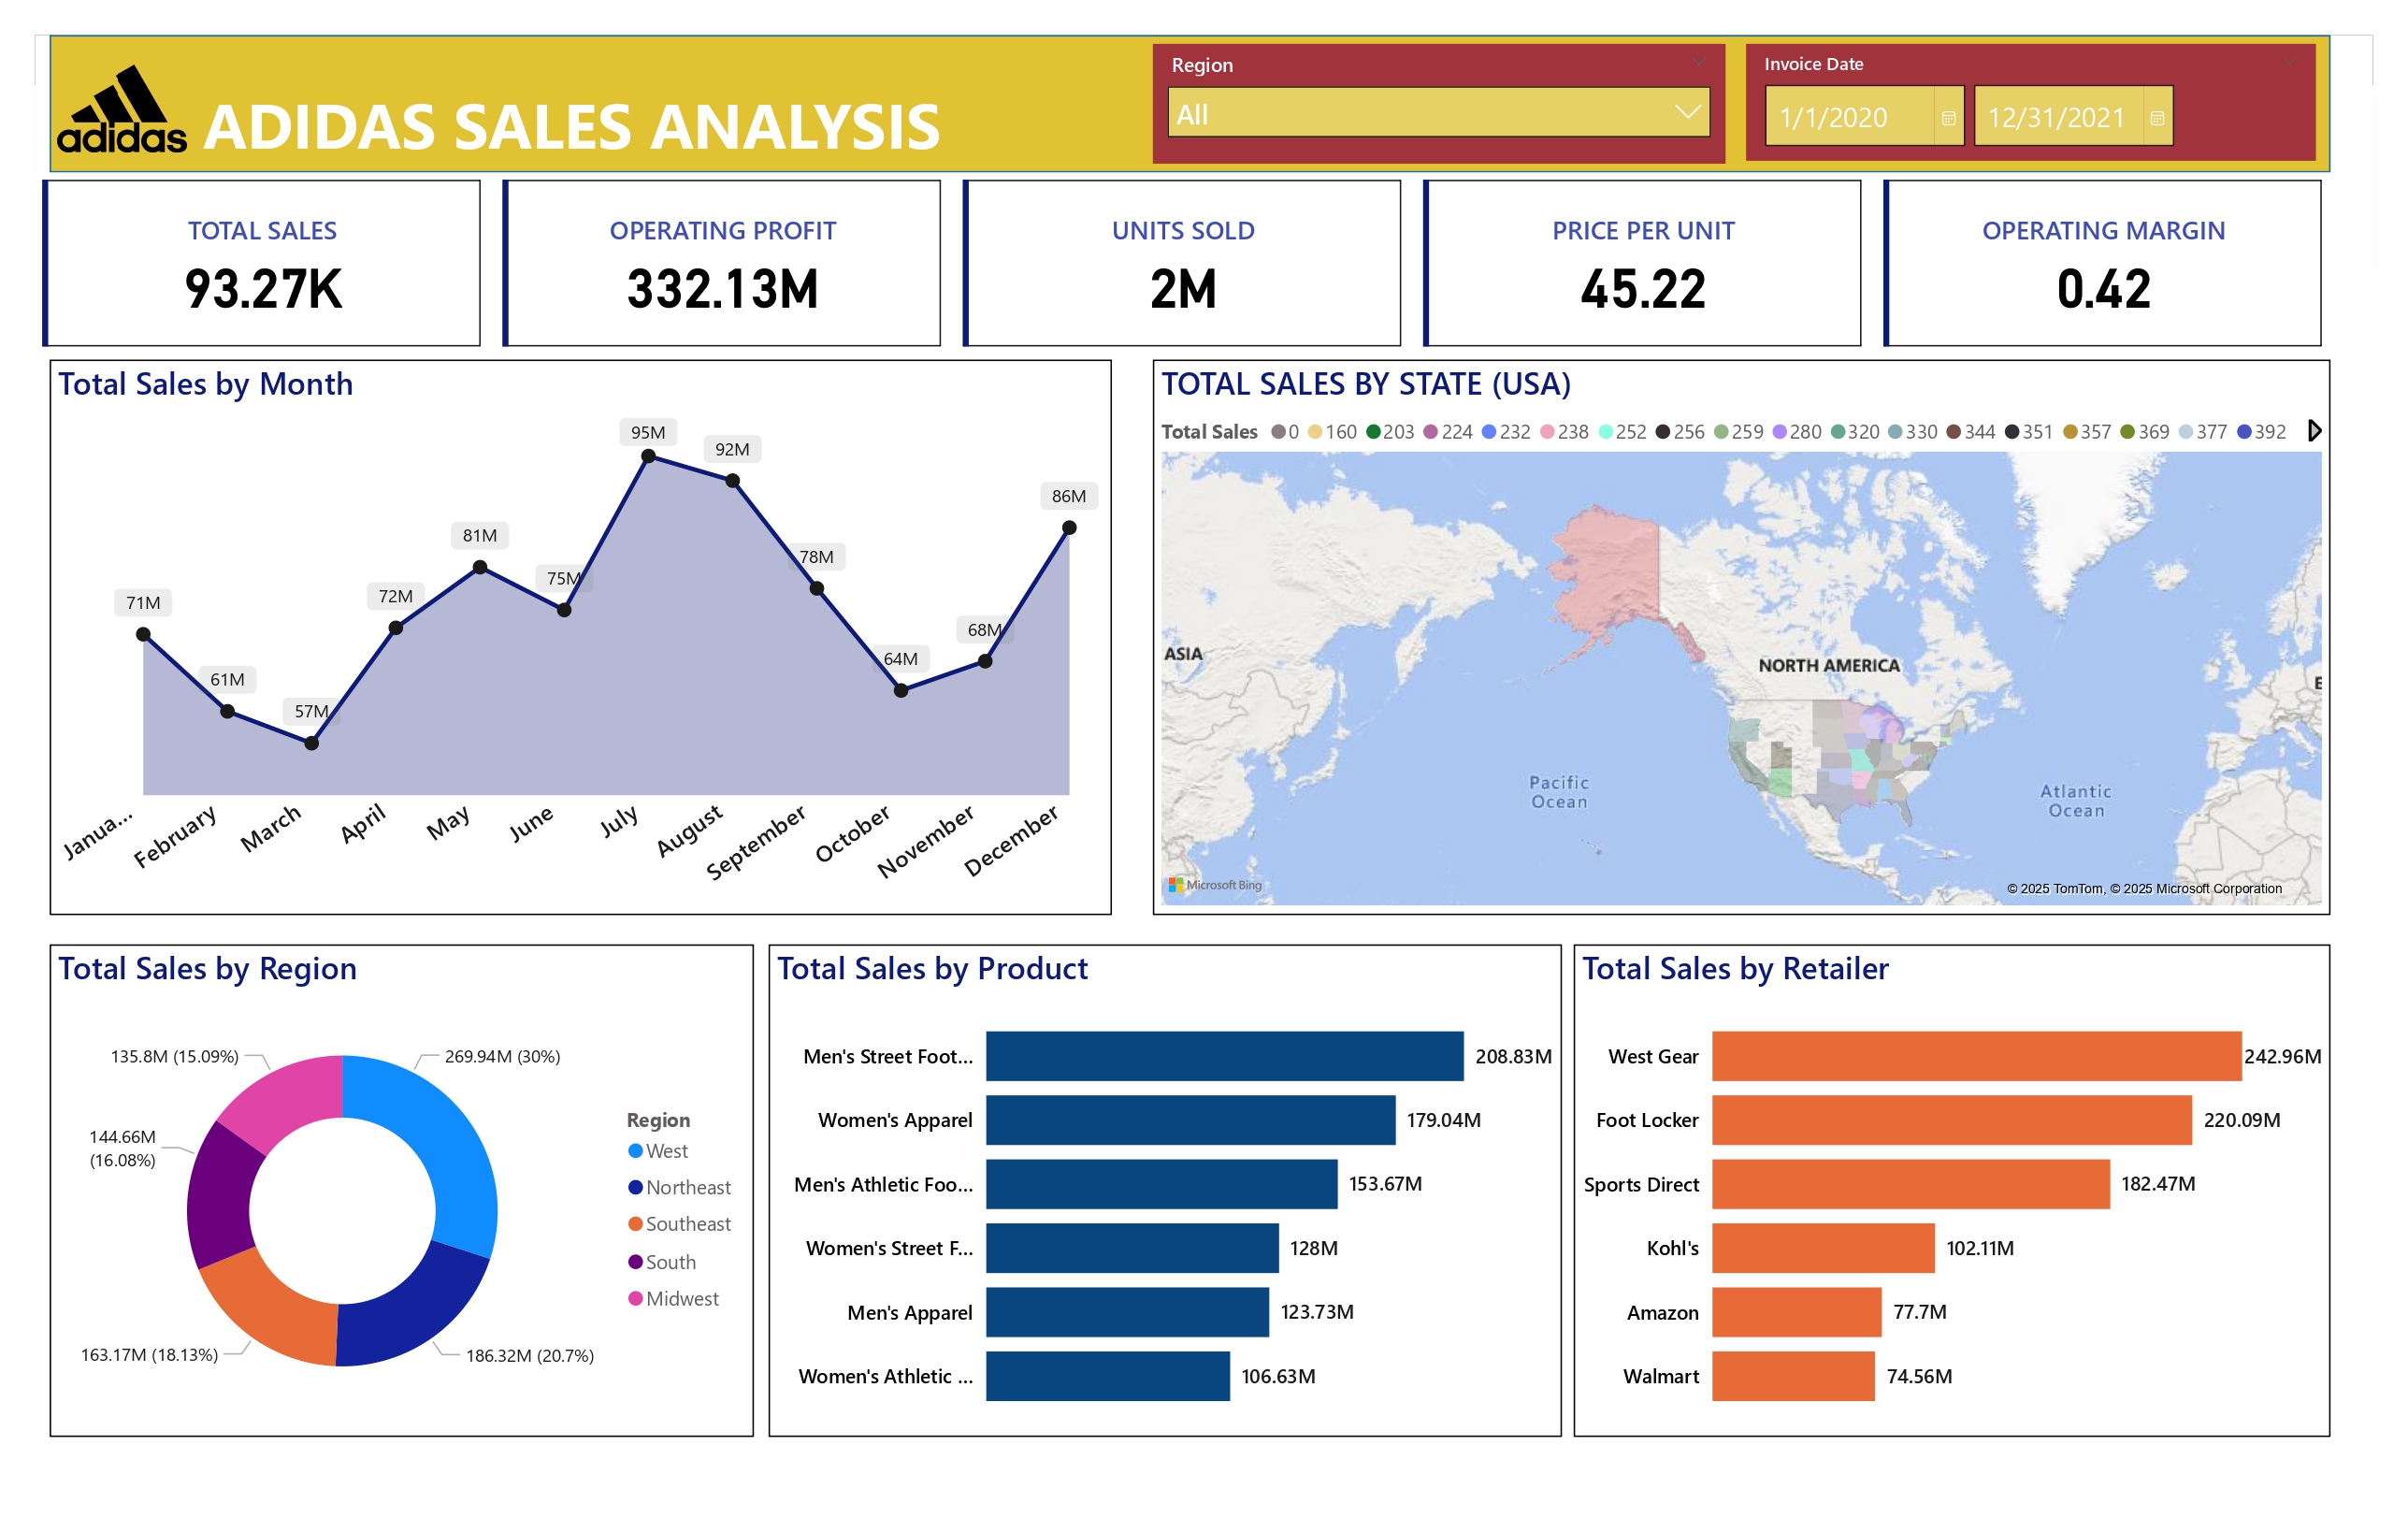 adidas
ADIDAS SALES ANALYSIS
Region
All
Invoice Date
1/1/2020
12/31/2021
TOTAL SALES
93.27K
OPERATING PROFIT
332.13M
UNITS SOLD
2M
PRICE PER UNIT
45.22
OPERATING MARGIN
0.42
Total Sales by Month
95M
92M
86M
81M
78M
75M
72M
71M
68M
64M
61M
57M
Janua...
February
March
April
May
June
July
August
September
October
November
December
TOTAL SALES BY STATE (USA)
Total Sales 0 160 203 224 232 238 252 256 259 280 320 330 344 351 357 369 377 392
ASIA
NORTH AMERICA
E
Pacific
Ocean
Atlantic
Ocean
Microsoft Bing
© 2025 TomTom, © 2025 Microsoft Corporation
Total Sales by Region
135.8M (15.09%)
269.94M (30%)
144.66M
(16.08%)
163.17M (18.13%)
186.32M (20.7%)
Region
West
Northeast
Southeast
South
Midwest
Total Sales by Product
Men's Street Foot... 208.83M
Women's Apparel 179.04M
Men's Athletic Foo... 153.67M
Women's Street F... 128M
Men's Apparel 123.73M
Women's Athletic ... 106.63M
Total Sales by Retailer
West Gear 242.96M
Foot Locker 220.09M
Sports Direct 182.47M
Kohl's 102.11M
Amazon 77.7M
Walmart 74.56M